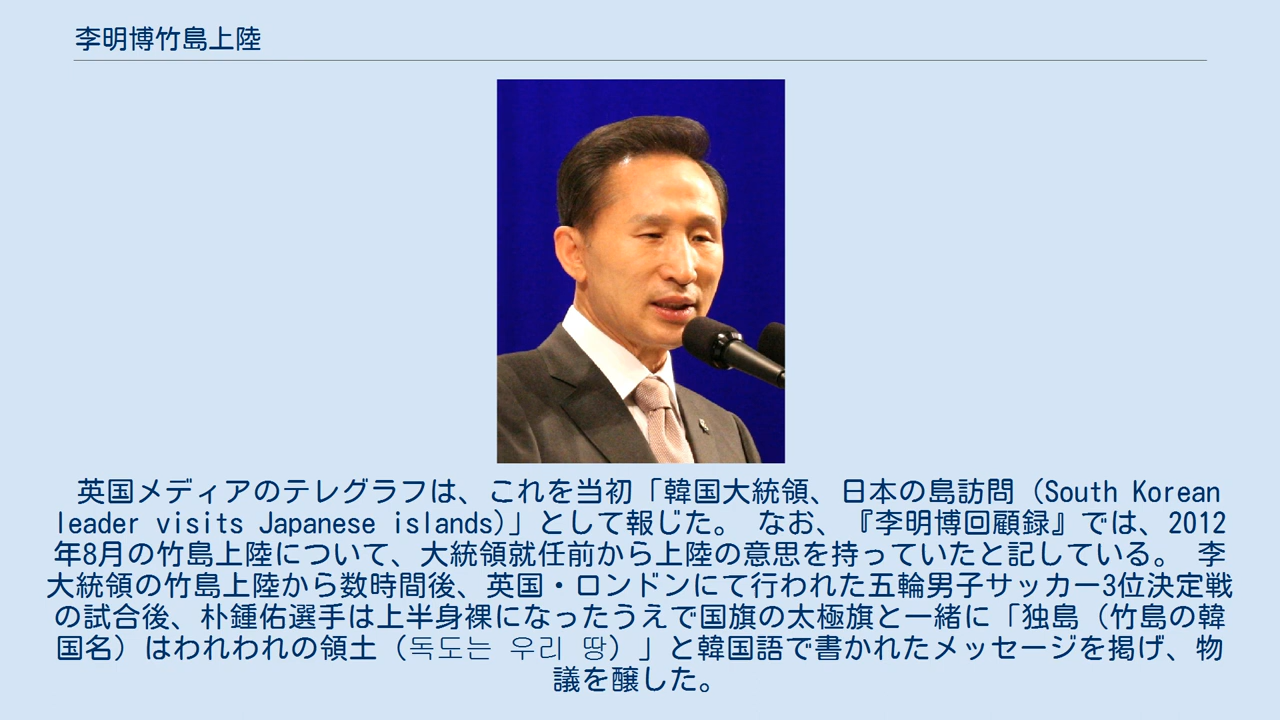 李明博竹島上陸
英国メディアのテレグラフは、これを当初「韓国大統領、日本の島訪問（South Korean
leader visits Japanese islands)」として報じた。 なお、『李明博回顧録』では、2012
年8月の竹島上陸について、大統領就任前から上陸の意思を持っていたと記している。 李
大統領の竹島上陸から数時間後、英国・ロンドンにて行われた五輪男子サッカー3位決定戦
の試合後、朴鍾佑選手は上半身裸になったうえで国旗の太極旗と一緒に「独島（竹島の韓
国名）はわれわれの領土（독도는 우리 땅）」と韓国語で書かれたメッセージを掲げ、物
議を醸した。